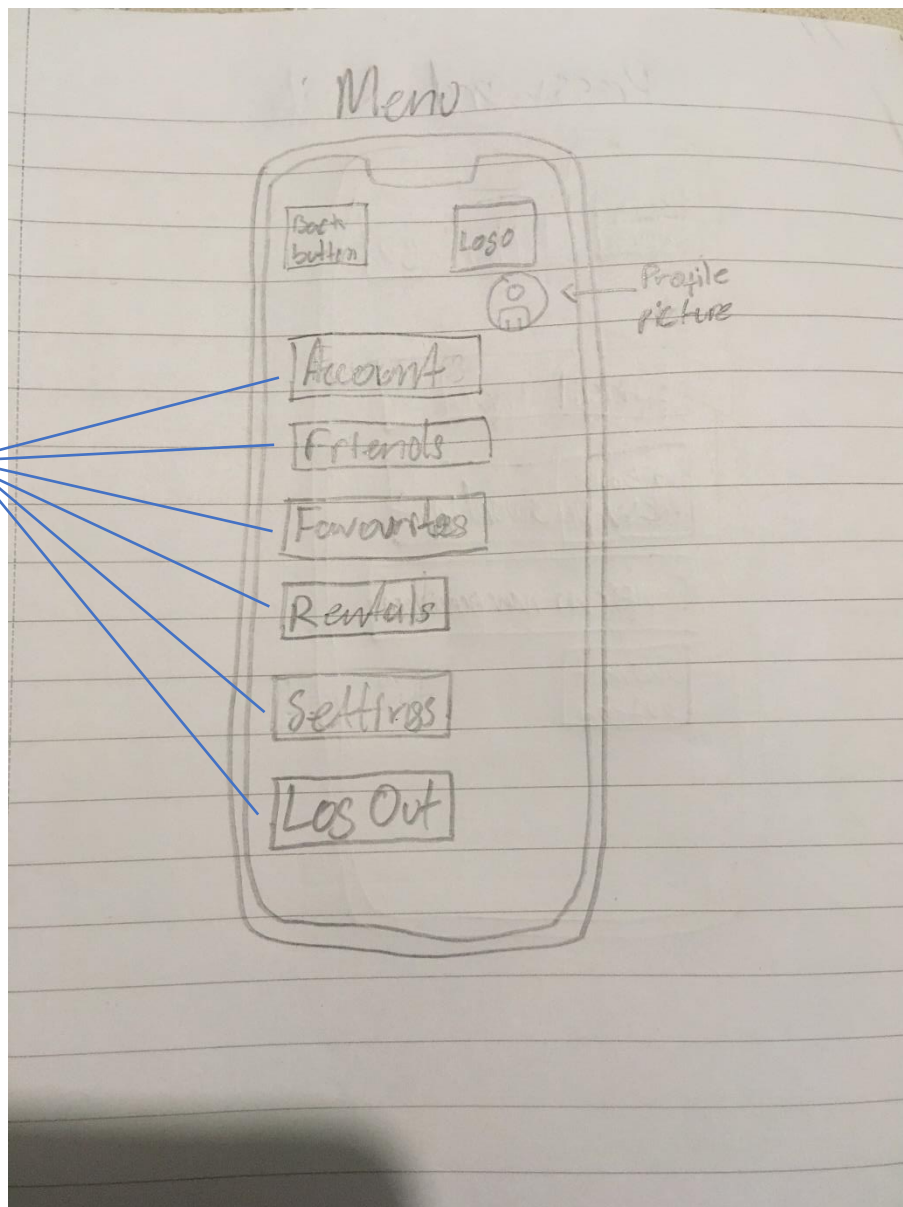 Menu
Back
button
Logo
Profile
picture
Account
Friends
Favourites
Rentals
Settings
Log Out